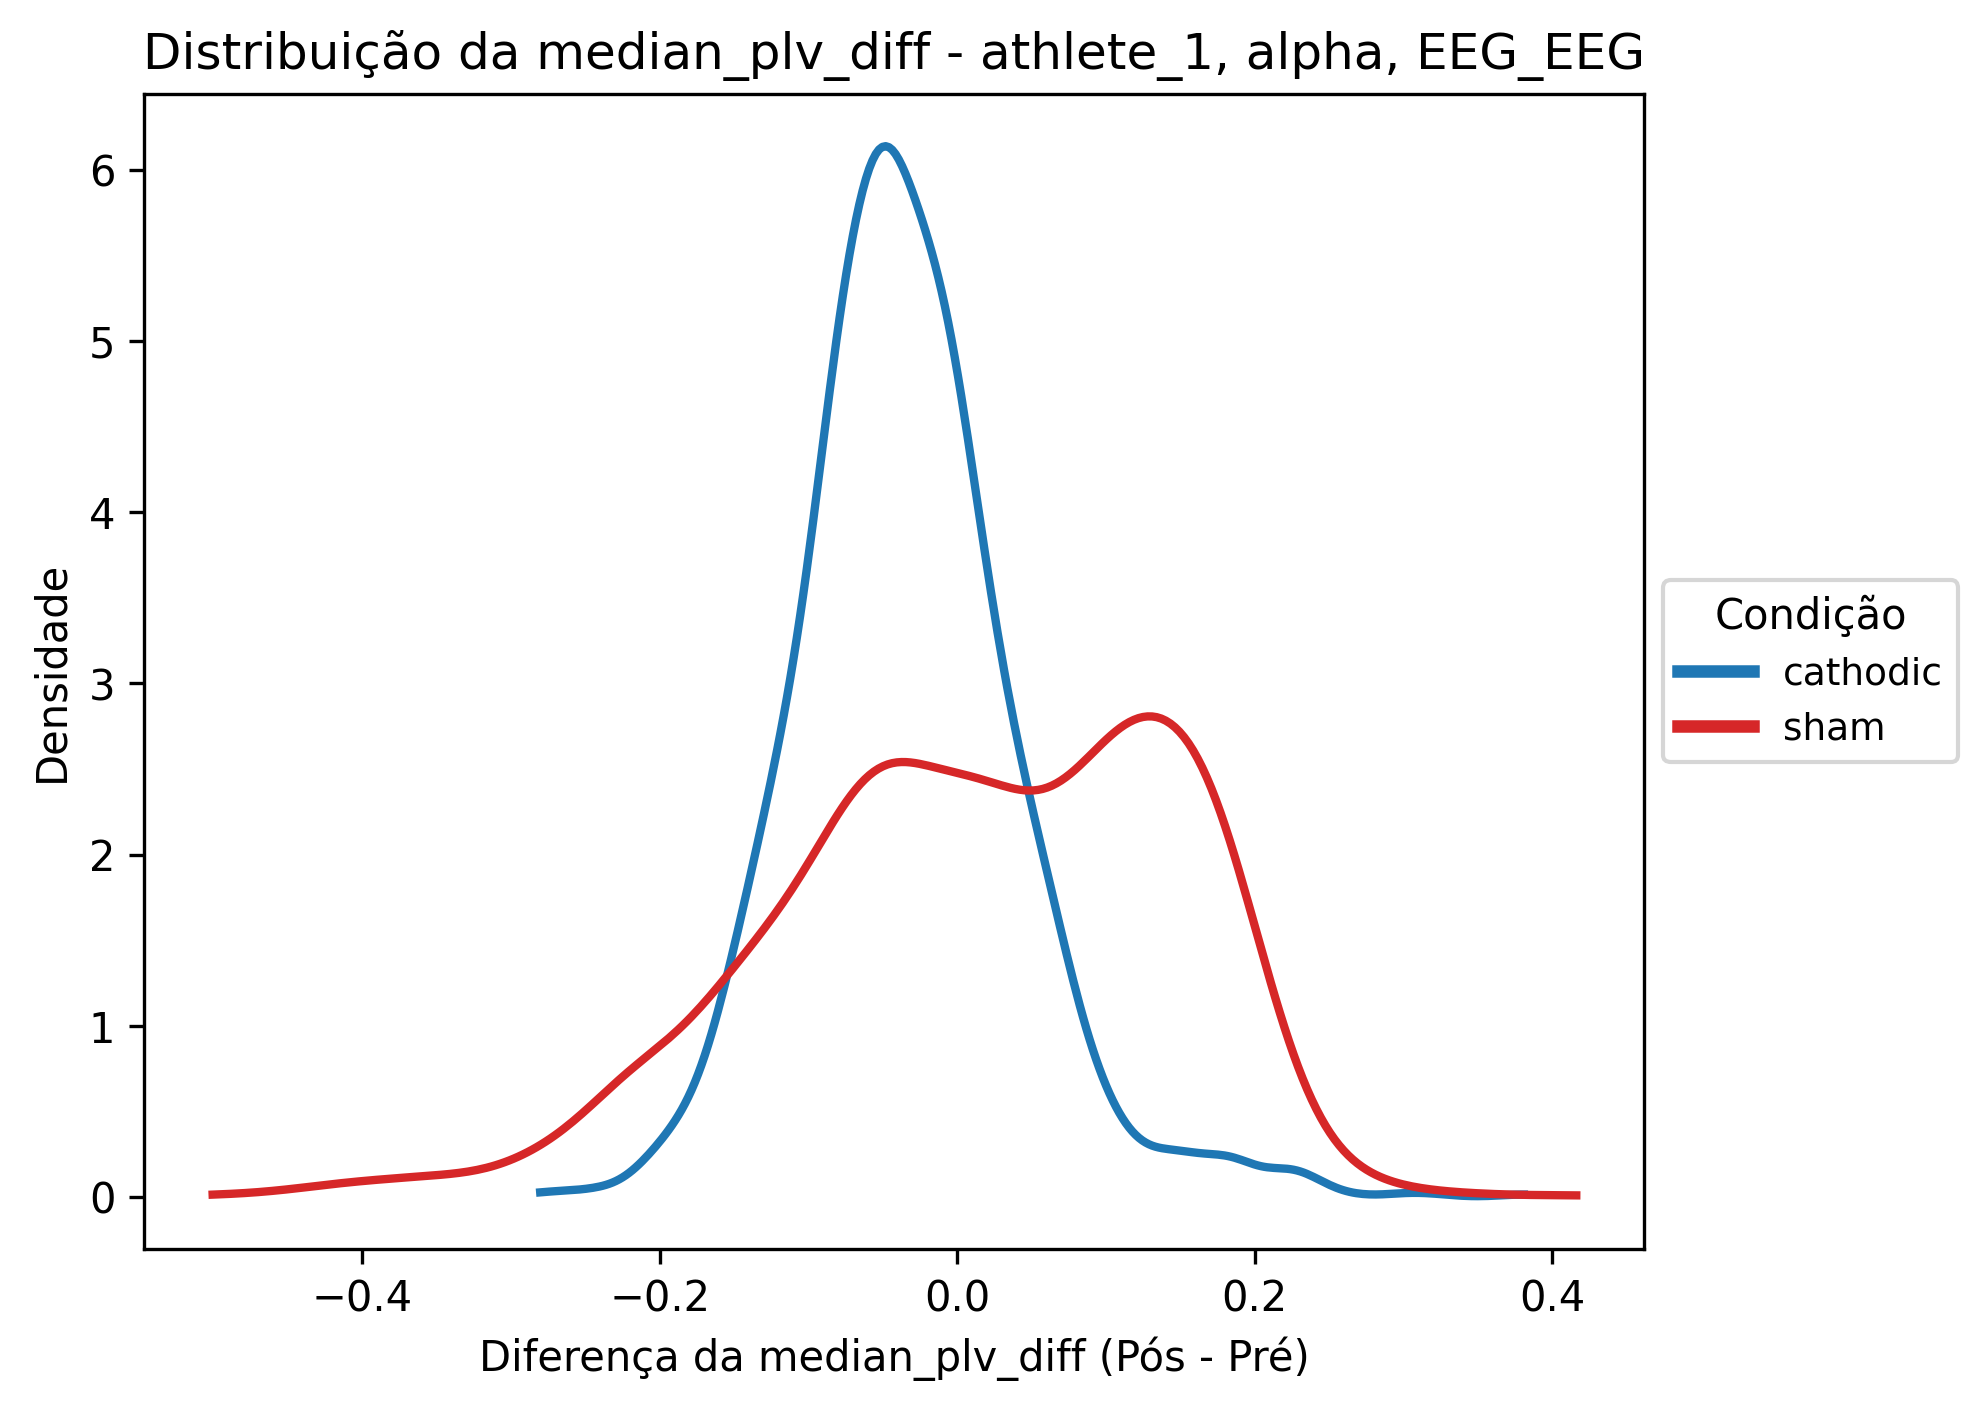 Distribuição da median_plv_diff - athlete_1, alpha, EEG_EEG
Densidade
6
5
4
3
2
1
0
−0.4
−0.2
0.0
0.2
0.4
Diferença da median_plv_diff (Pós - Pré)
Condição
cathodic
sham